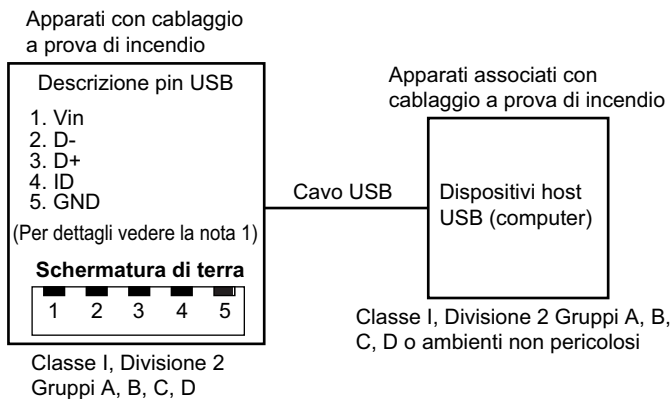 Apparati con cablaggio
a prova di incendio
Descrizione pin USB
1. Vin
2. D-
3. D+
4. ID
5. GND
(Per dettagli vedere la nota 1)
Schermatura di terra
1 2 3 4 5
Classe I, Divisione 2
Gruppi A, B, C, D
Cavo USB
Apparati associati con
cablaggio a prova di incendio
Dispositivi host
USB (computer)
Classe I, Divisione 2 Gruppi A, B,
C, D o ambienti non pericolosi